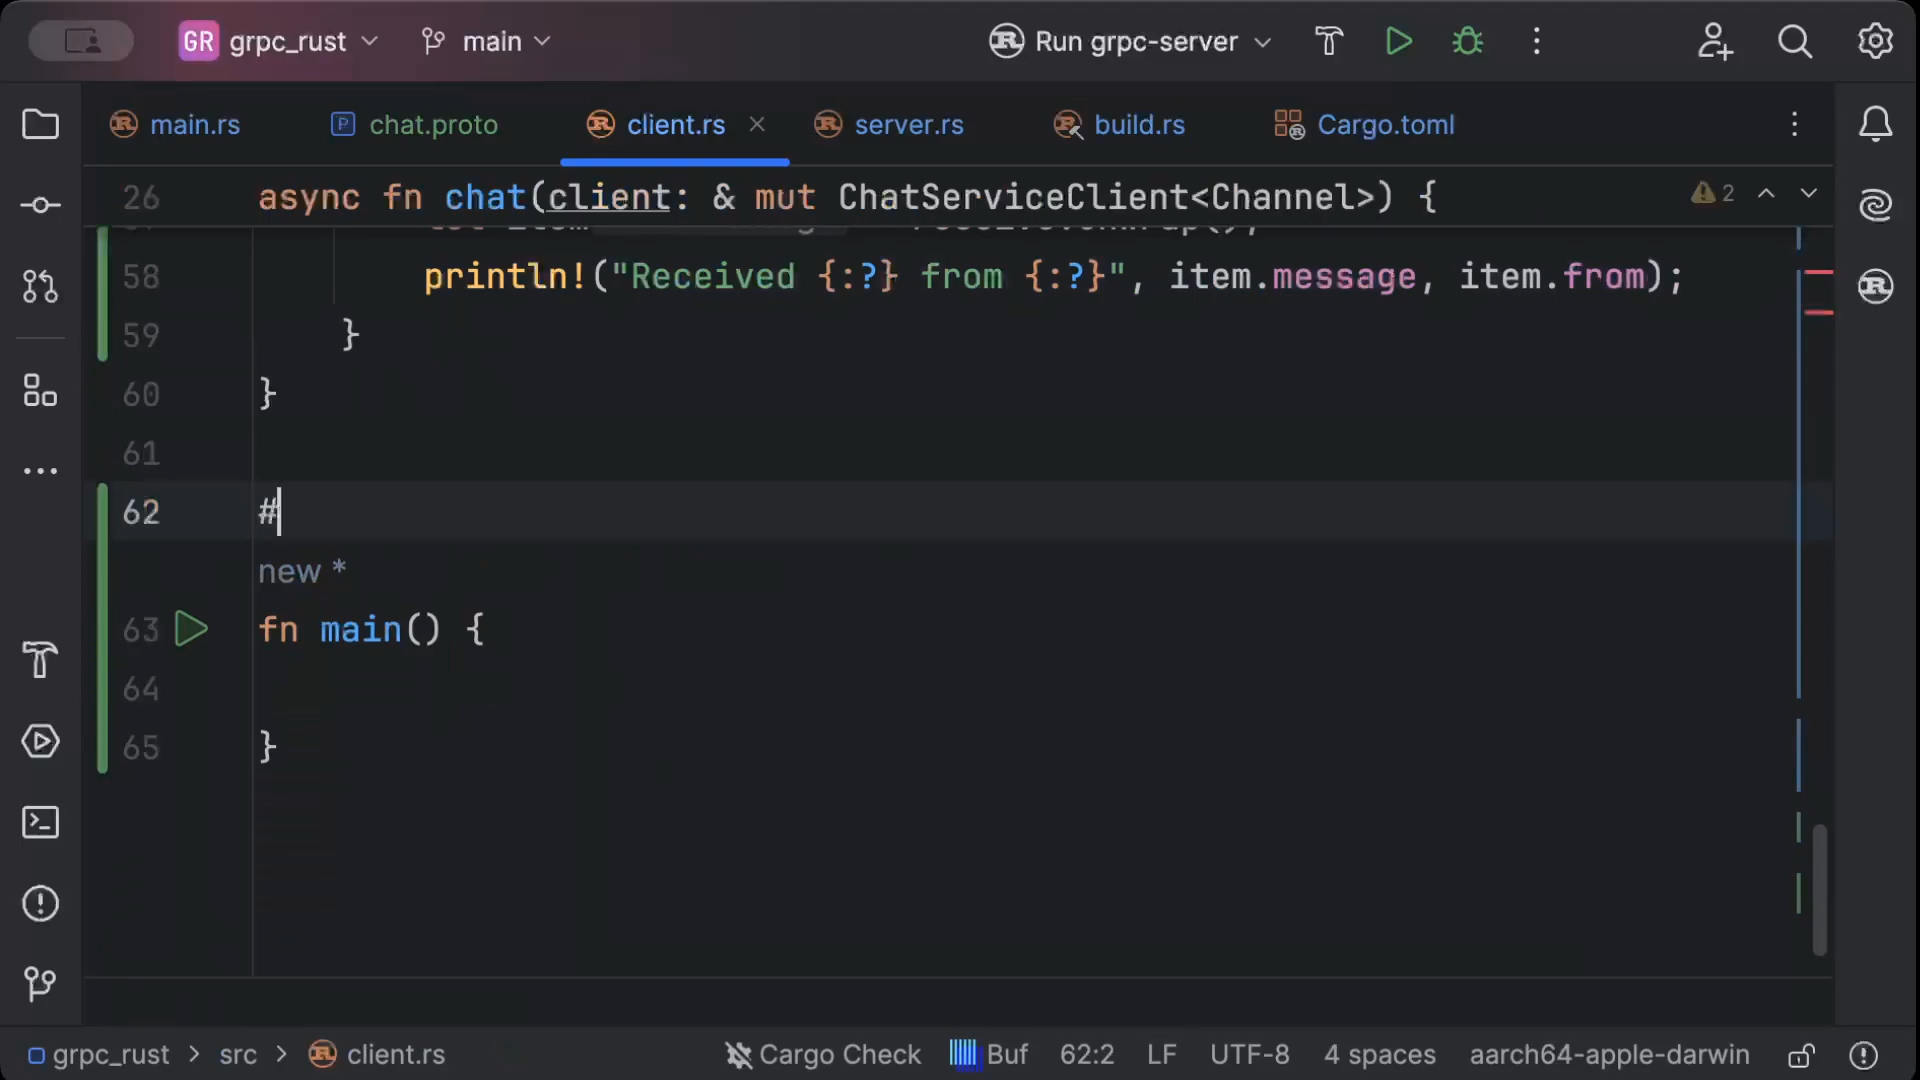 GR grpc_rust main Run grpc-server
main.rs chat.proto client.rs server.rs build.rs Cargo.toml
26 async fn chat(client: & mut ChatServiceClient<Channel>) { 2
58 println!("Received {:?} from {:?}", item.message, item.from);
59 }
60 }
61
62 #
new *
63 fn main() {
64
65 }
grpc_rust > src > client.rs Cargo Check Buf 62:2 LF UTF-8 4 spaces aarch64-apple-darwin